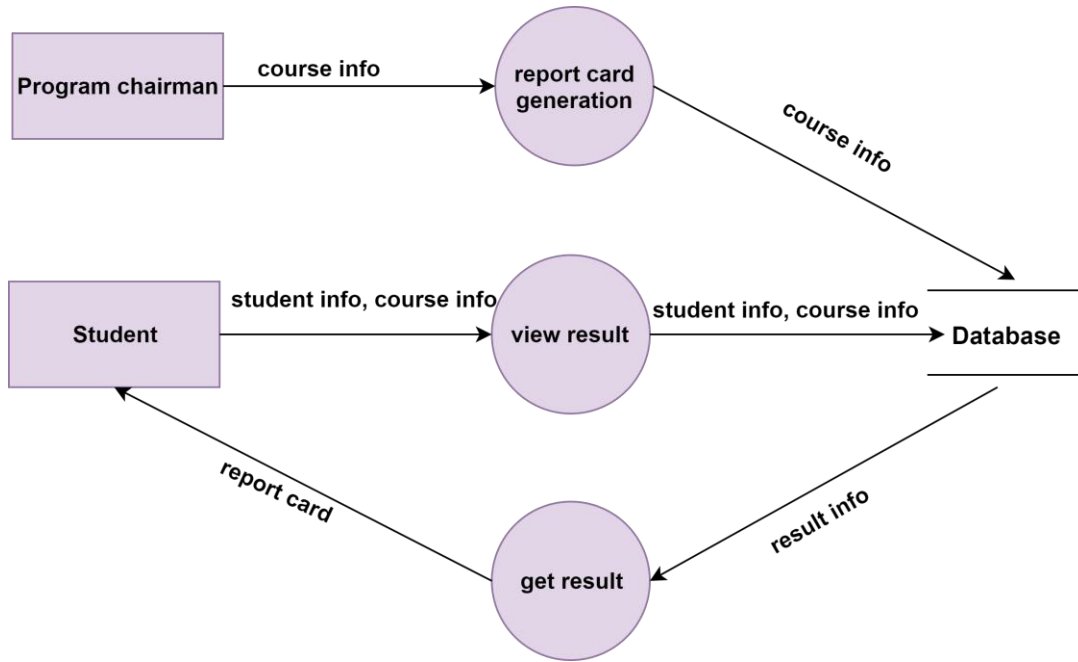 Program chairman
course info
report card
generation
course info
Student
student info, course info
view result
student info, course info
Database
report card
get result
result info